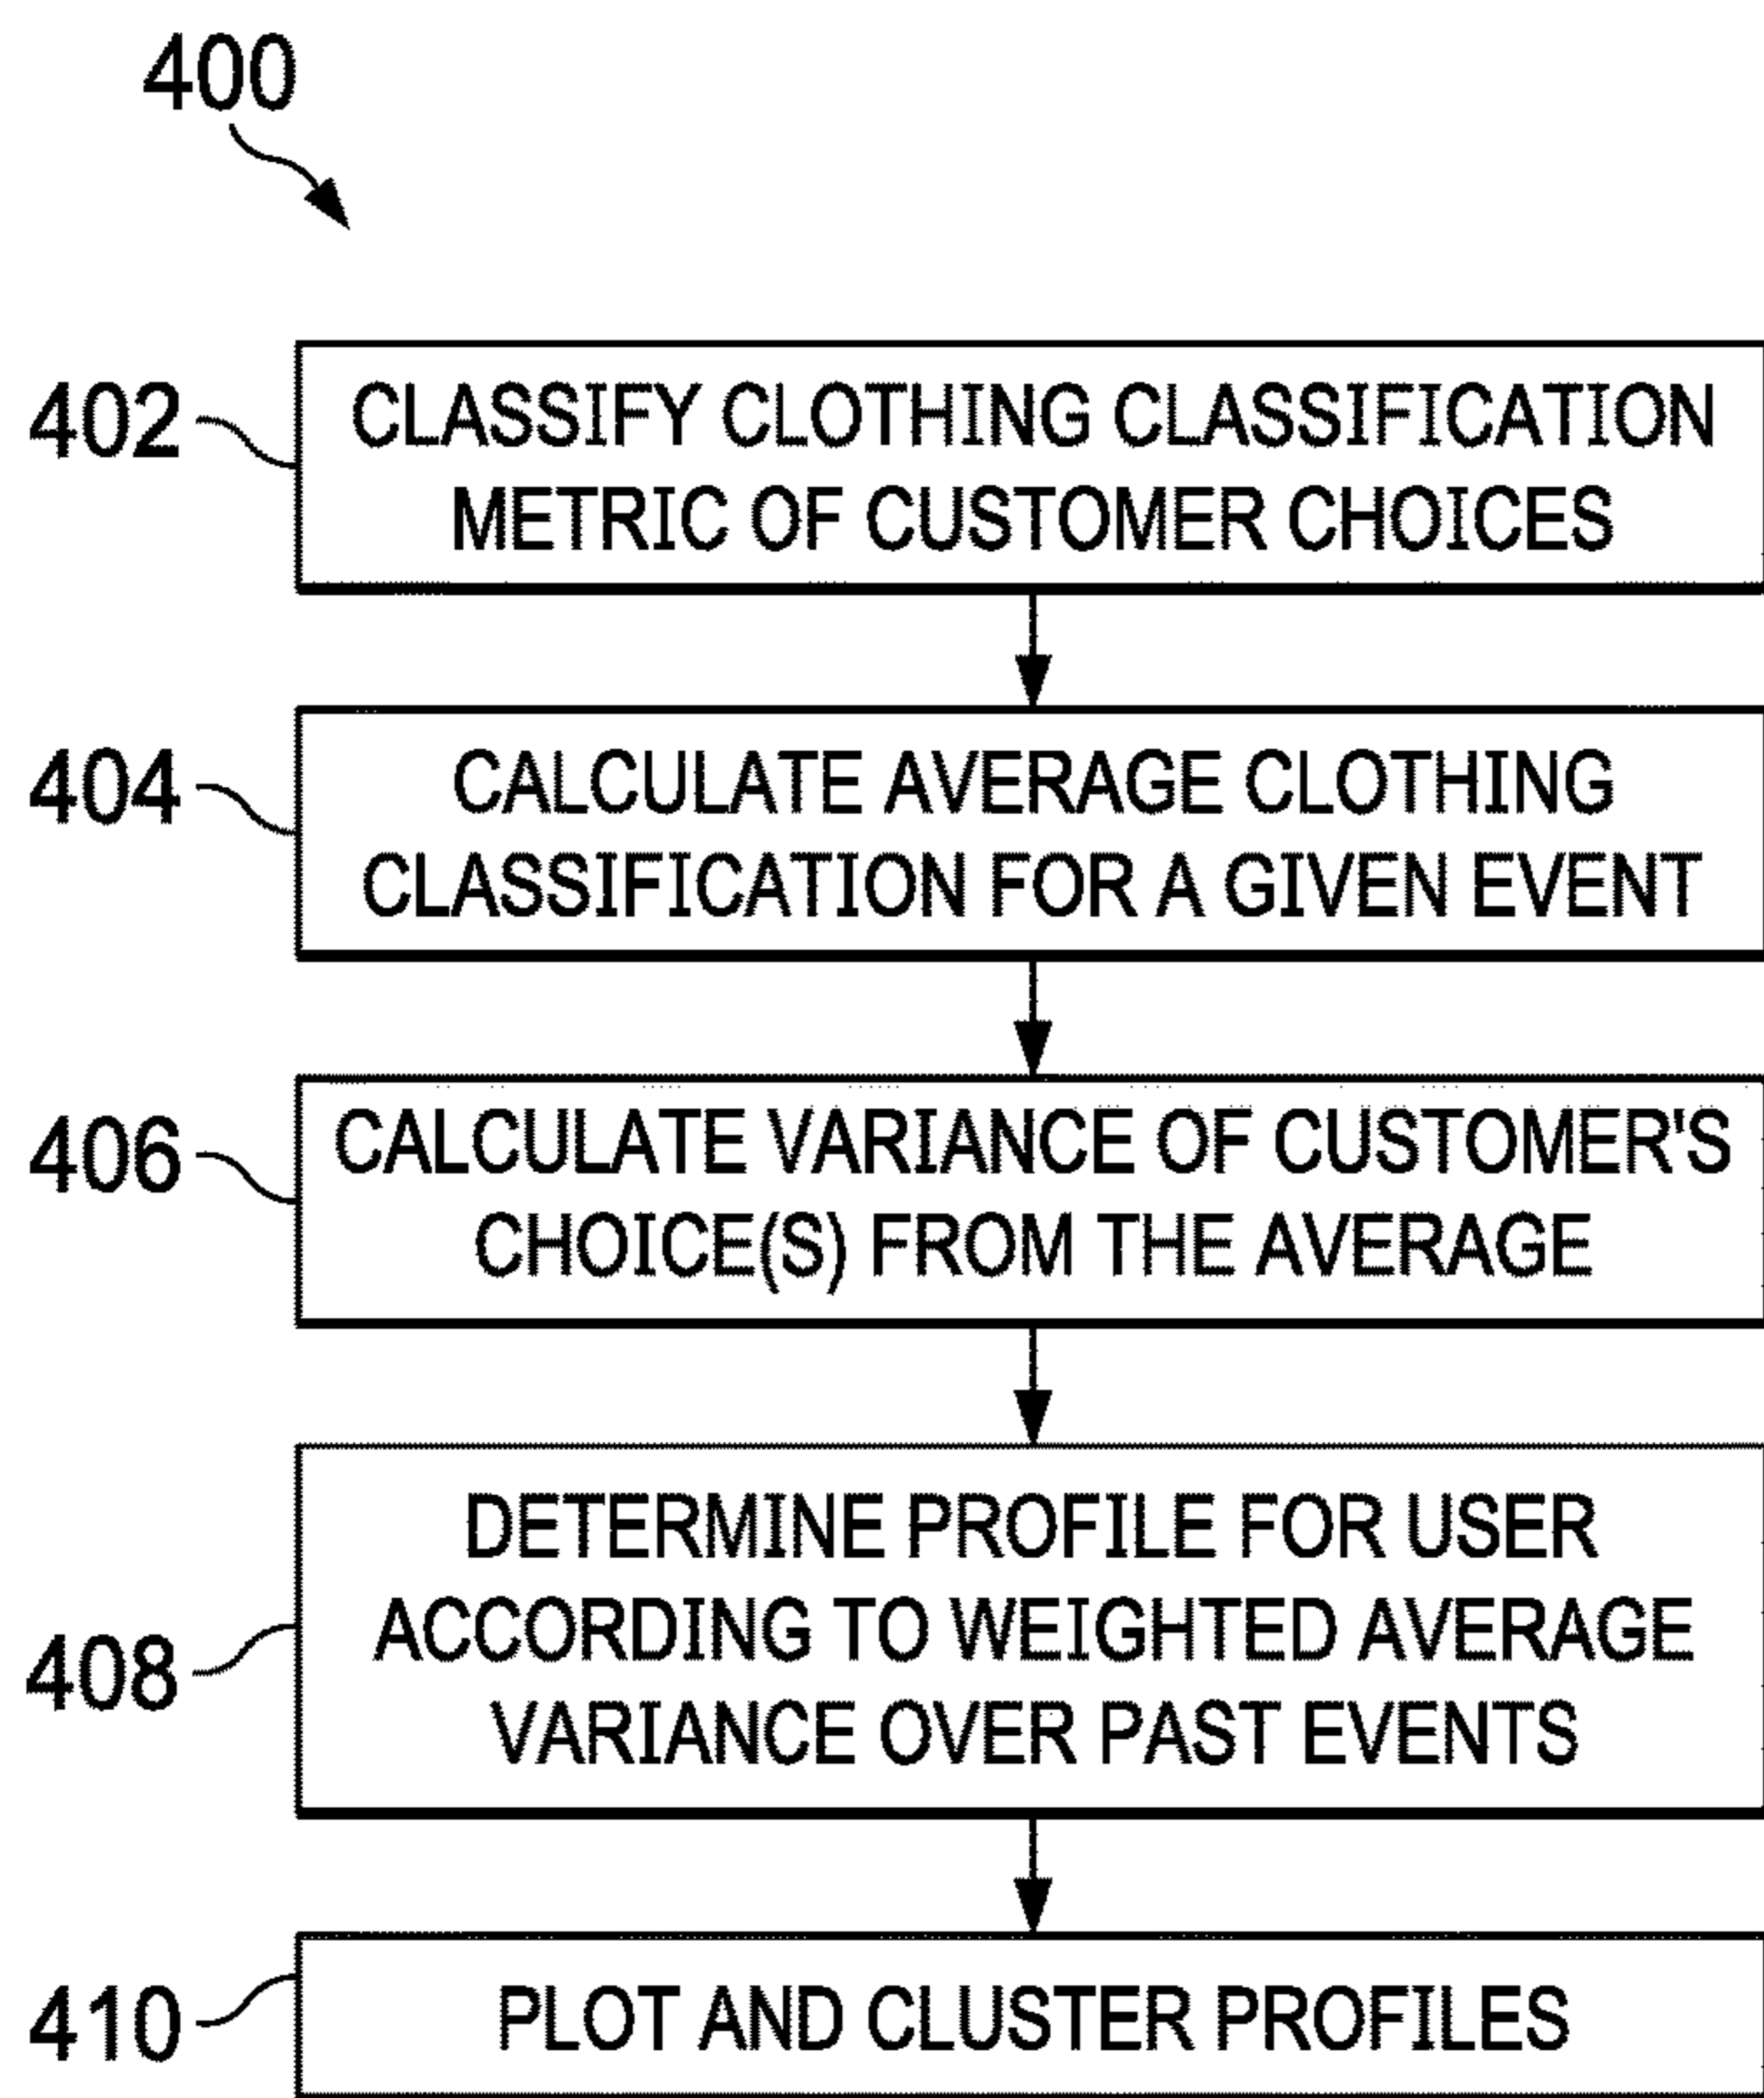 400
402
CLASSIFY CLOTHING CLASSIFICATION
METRIC OF CUSTOMER CHOICES
404
CALCULATE AVERAGE CLOTHING
CLASSIFICATION FOR A GIVEN EVENT
406
CALCULATE VARIANCE OF CUSTOMER'S
CHOICE(S) FROM THE AVERAGE
408
DETERMINE PROFILE FOR USER
ACCORDING TO WEIGHTED AVERAGE
VARIANCE OVER PAST EVENTS
410
PLOT AND CLUSTER PROFILES